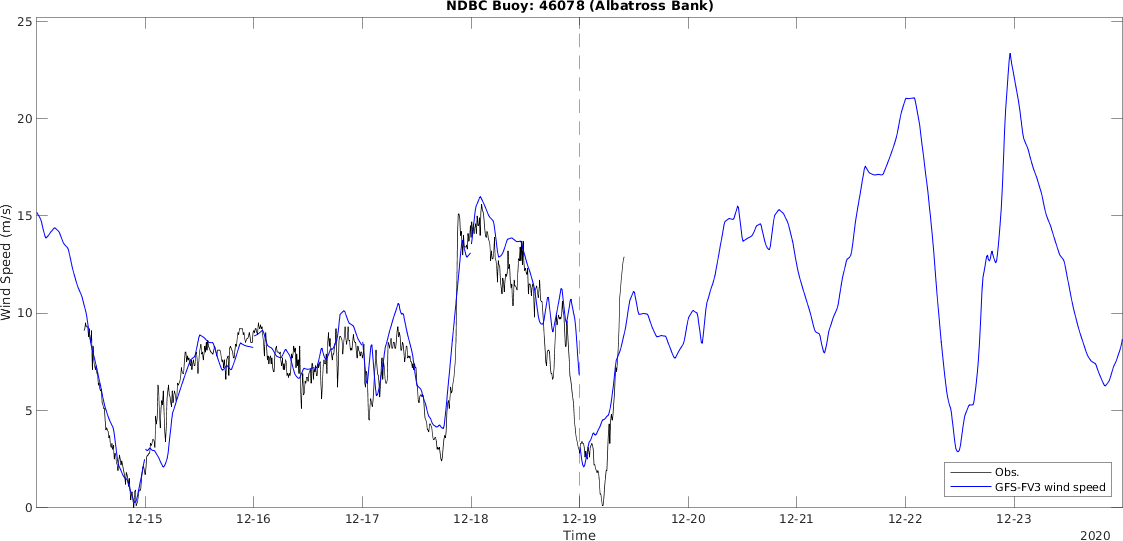 NDBC Buoy: 46078 (Albatross Bank)
25
20
15
10
5
0
Wind Speed (m/s)
12-15 12-16 12-17 12-18 12-19 12-20 12-21 12-22 12-23
Time
2020
Obs.
GFS-FV3 wind speed